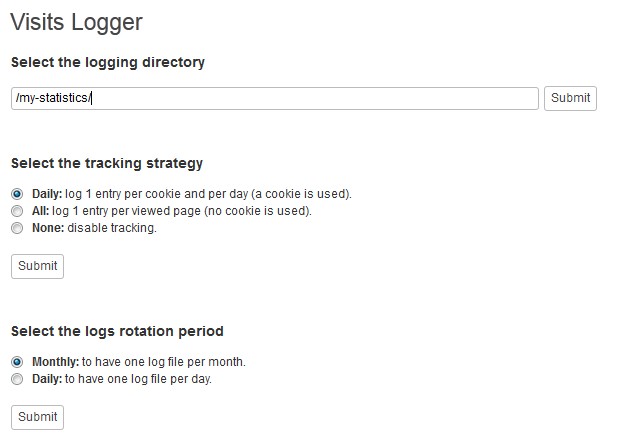 Visits Logger
Select the logging directory
/my-statistics/ Submit
Select the tracking strategy
Daily: log 1 entry per cookie and per day (a cookie is used).
All: log 1 entry per viewed page (no cookie is used).
None: disable tracking.
Submit
Select the logs rotation period
Monthly: to have one log file per month.
Daily: to have one log file per day.
Submit